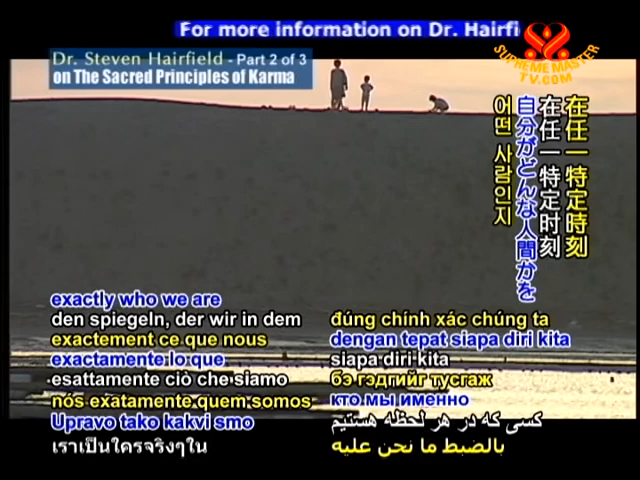 For more information on Dr. Hairfi
Dr. Steven Hairfield - Part 2 of 3
on The Sacred Principles of Karma
SUPREME MASTER
TV.COM
在任一特定時刻
在任一特定时刻
自分がどんな人間かを
어떤 사람인지
exactly who we are
den spiegeln, der wir in dem
exactement ce que nous
exactamente lo que
esattamente ciò che siamo
nós exatamente quem somos
Upravo tako kakvi smo
เราเป็นใครจริงๆใน
đúng chính xác chúng ta
dengan tepat siapa diri kita
siapa diri kita
бэ гэдгийг тусгаж
кто мы именно
کسی که در هر لحظه هستیم
بالضبط ما نحن عليه